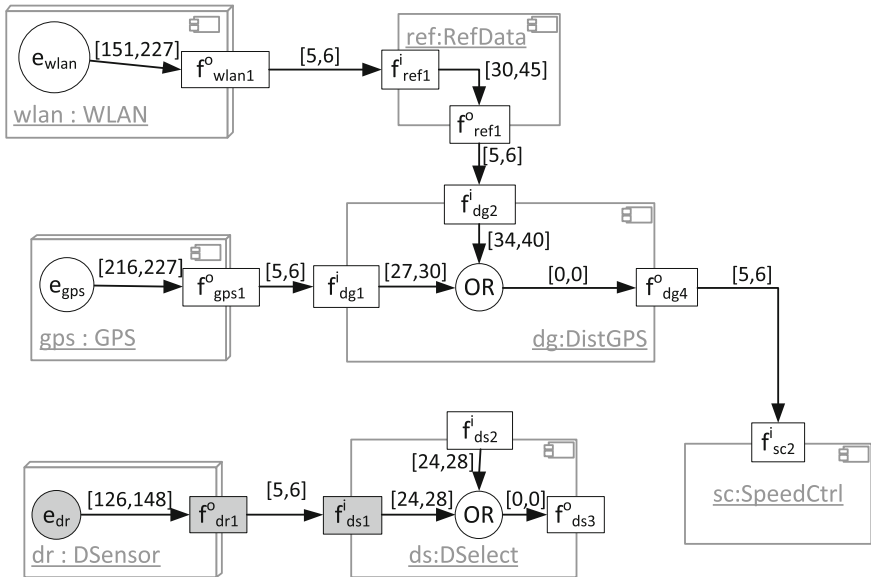 e_wlan
[151,227]
f^o_wlan1
[5,6]
f^i_ref1
ref:RefData
[30,45]
wlan : WLAN
f^o_ref1
[5,6]
f^i_dg2
[34,40]
e_gps
[216,227]
f^o_gps1
[5,6]
f^i_dg1
[27,30]
OR
[0,0]
f^o_dg4
[5,6]
gps : GPS
dg:DistGPS
f^i_sc2
sc:SpeedCtrl
f^i_ds2
[24,28]
e_dr
[126,148]
f^o_dr1
[5,6]
f^i_ds1
[24,28]
OR
[0,0]
f^o_ds3
dr : DSensor
ds:DSelect